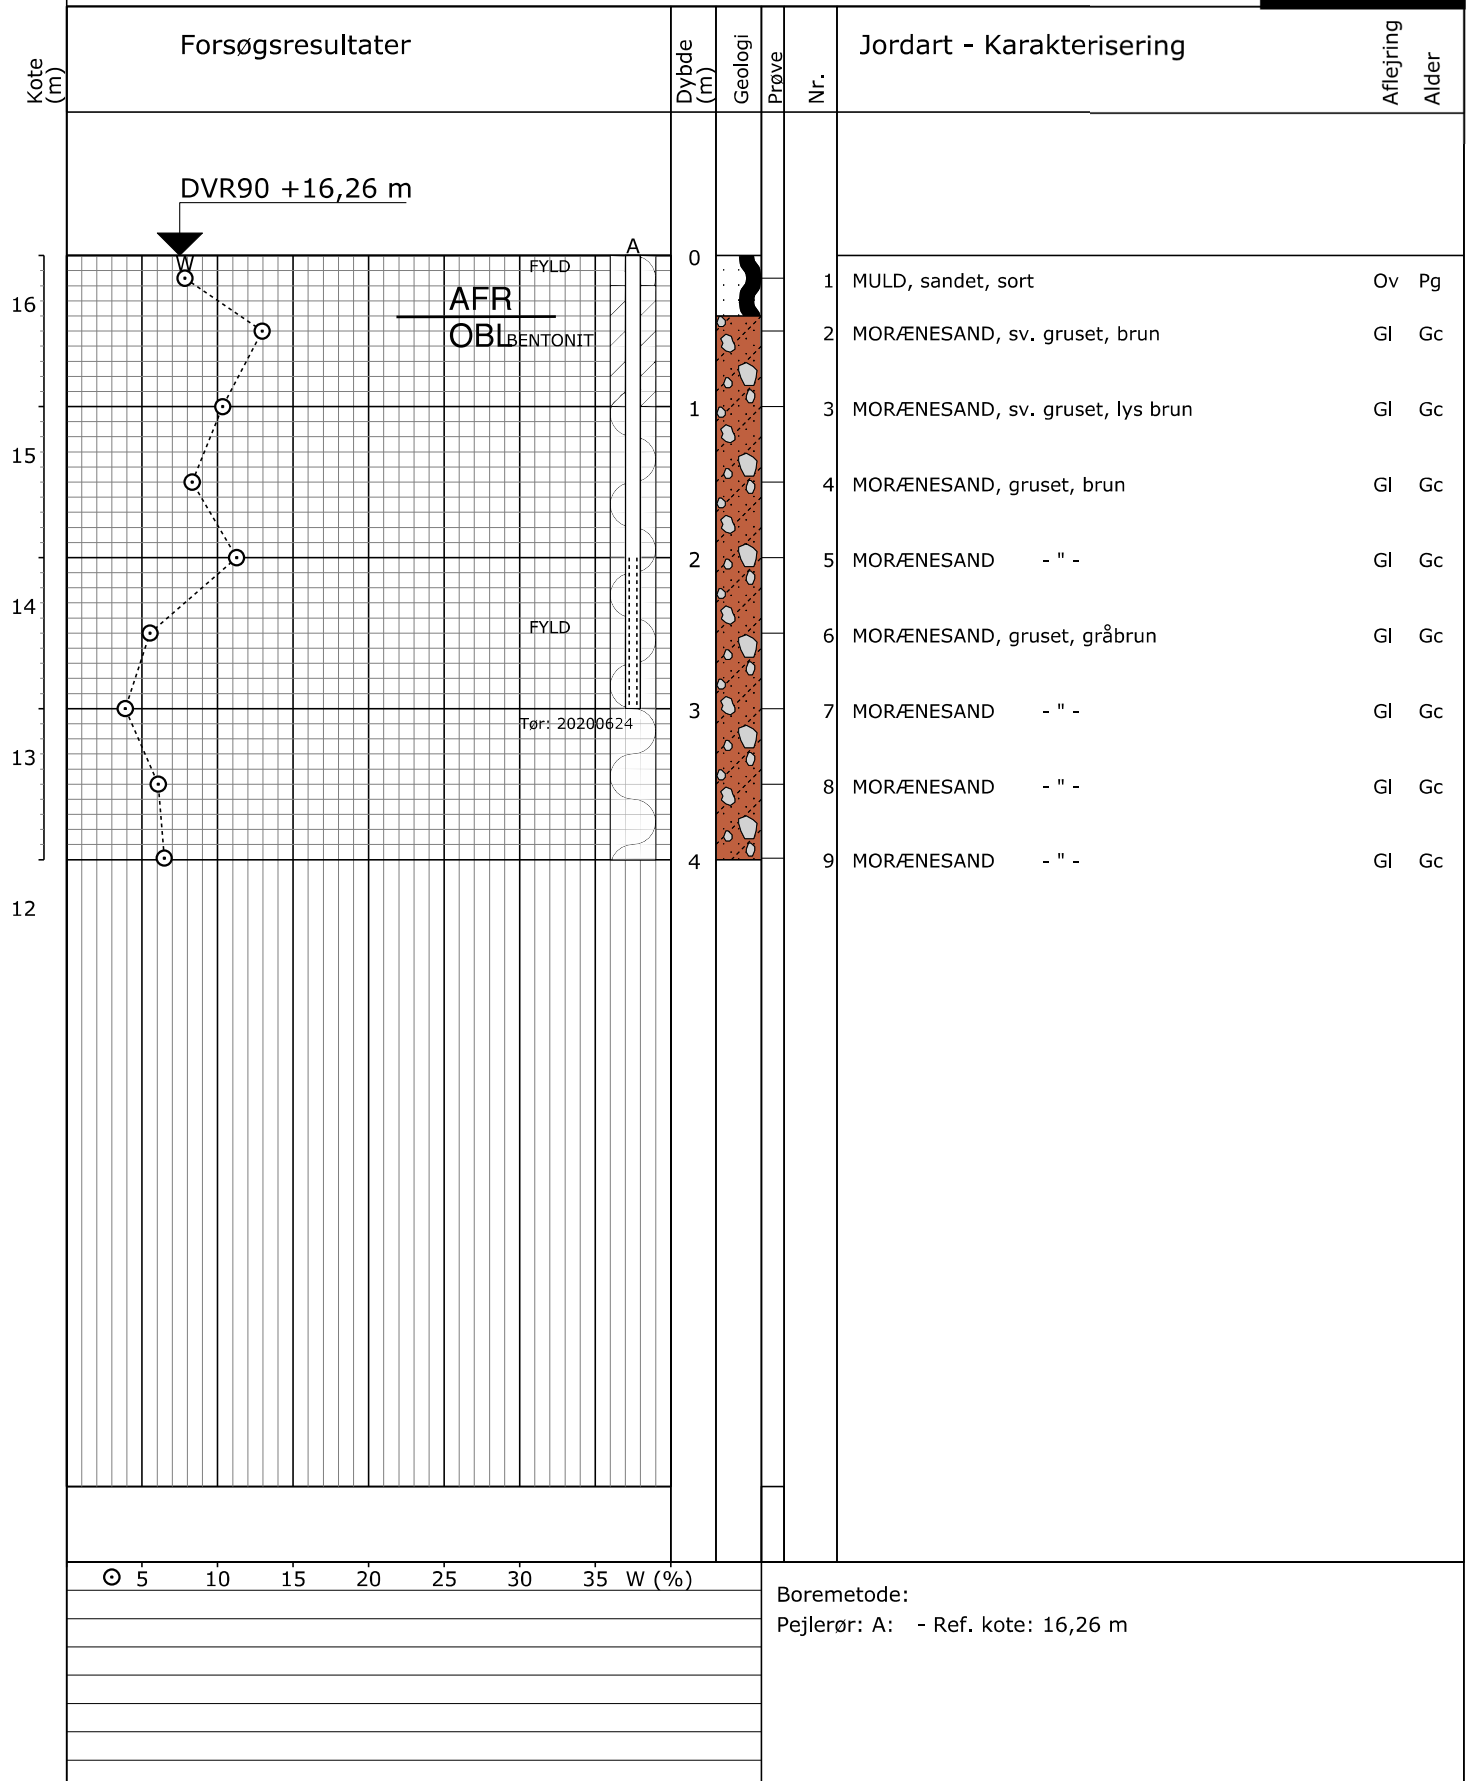 Kote (m)
Forsøgsresultater
Dybde (m)
Geologi
Prøve
Nr.
Jordart - Karakterisering
Aflejring
Alder
DVR90 +16,26 m
A
W
FYLD
0
1 MULD, sandet, sort Ov Pg
16
AFR
OBL
BENTONIT
2 MORÆNESAND, sv. gruset, brun Gl Gc
1
3 MORÆNESAND, sv. gruset, lys brun Gl Gc
15
4 MORÆNESAND, gruset, brun Gl Gc
2
5 MORÆNESAND - " - Gl Gc
14
FYLD
6 MORÆNESAND, gruset, gråbrun Gl Gc
3
7 MORÆNESAND - " - Gl Gc
Tør: 20200624
13
8 MORÆNESAND - " - Gl Gc
4
9 MORÆNESAND - " - Gl Gc
12
5 10 15 20 25 30 35 W (%)
Boremetode:
Pejlerør: A: - Ref. kote: 16,26 m